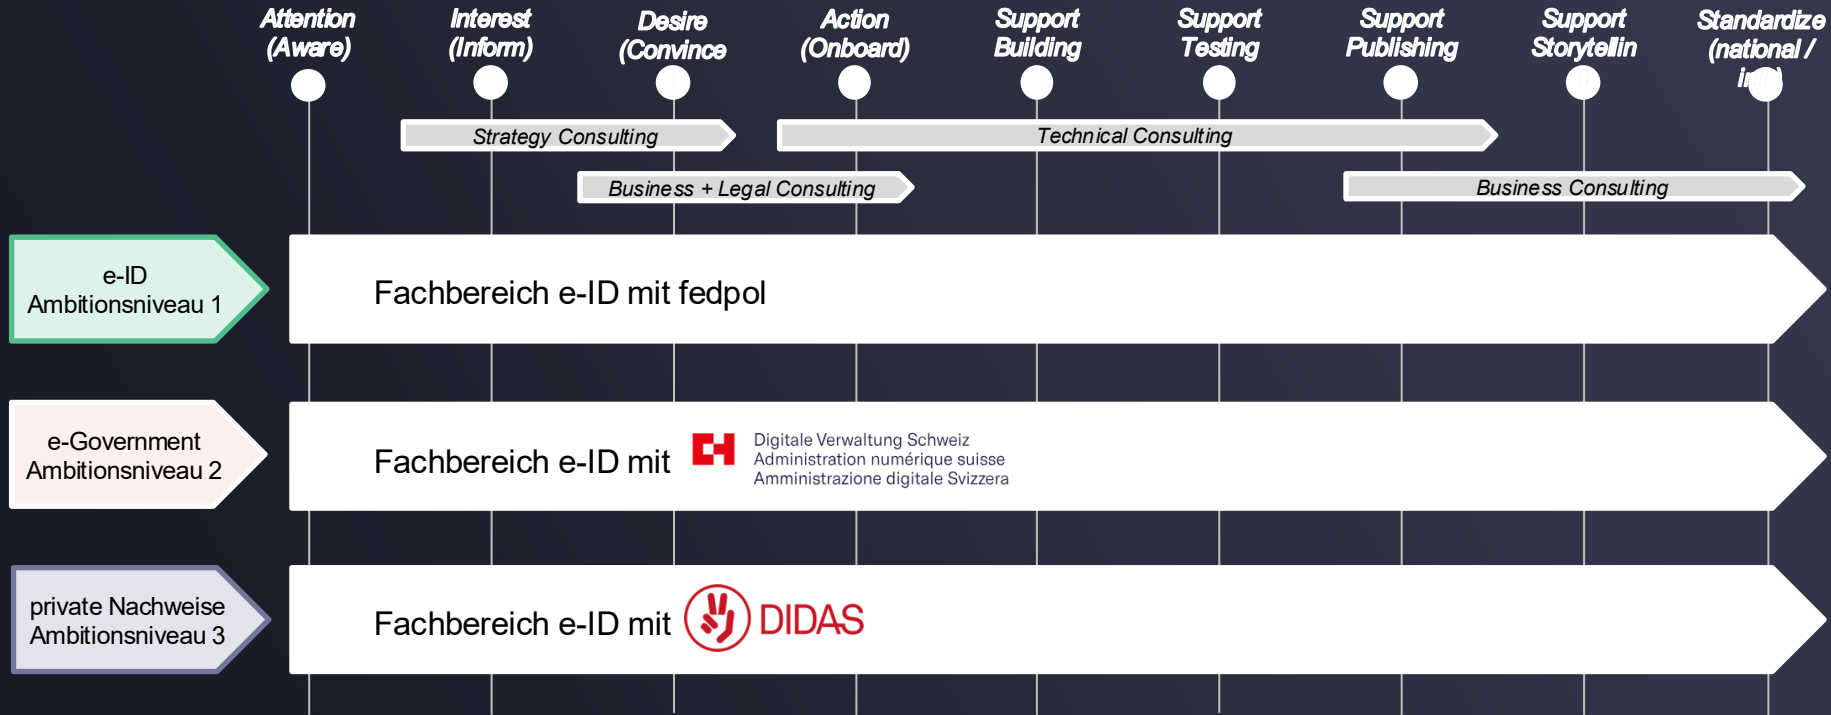 Attention
(Aware)
Interest
(Inform)
Desire
(Convince
Action
(Onboard)
Support
Building
Support
Testing
Support
Publishing
Support
Storytellin
Standardize
(national /
Strategy Consulting
Technical Consulting
Business + Legal Consulting
Business Consulting
e-ID
Ambitionsniveau 1
Fachbereich e-ID mit fedpol
e-Government
Ambitionsniveau 2
Fachbereich e-ID mit
Digitale Verwaltung Schweiz
Administration numérique suisse
Amministrazione digitale Svizzera
private Nachweise
Ambitionsniveau 3
Fachbereich e-ID mit
DIDAS